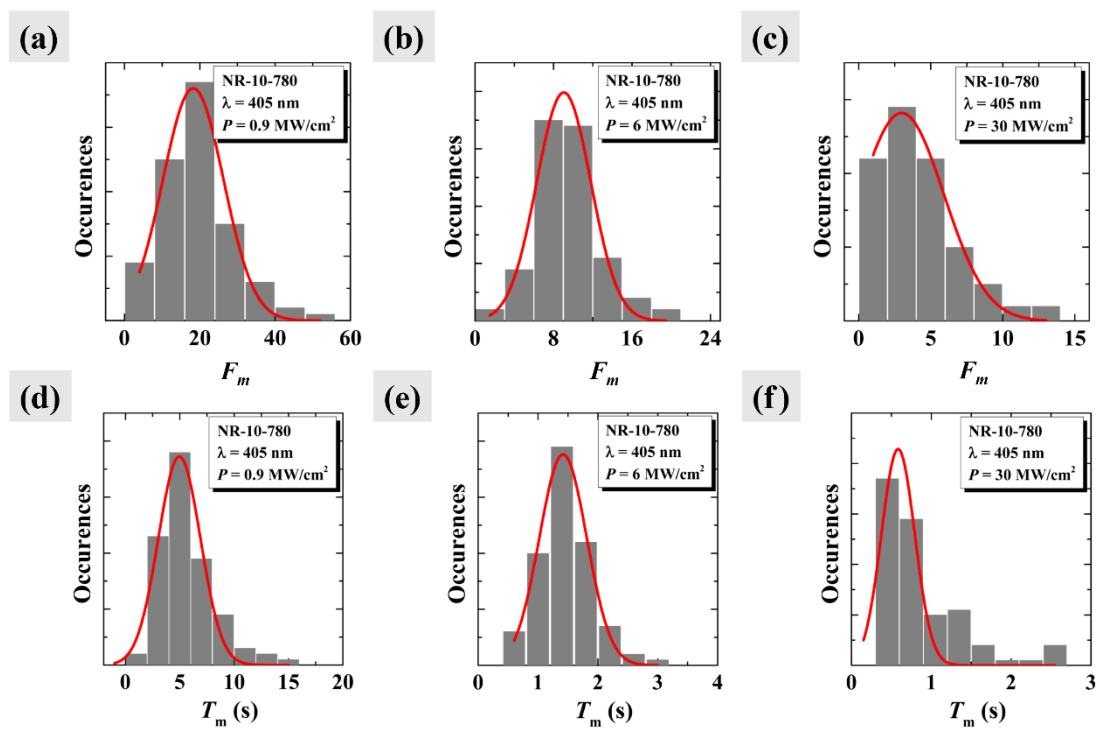 (a)
Occurences
NR-10-780
λ = 405 nm
P = 0.9 MW/cm²
0 20 40 60
Fm
(b)
Occurences
NR-10-780
λ = 405 nm
P = 6 MW/cm²
0 8 16 24
Fm
(c)
Occurences
NR-10-780
λ = 405 nm
P = 30 MW/cm²
0 5 10 15
Fm
(d)
Occurences
NR-10-780
λ = 405 nm
P = 0.9 MW/cm²
0 5 10 15 20
Tm (s)
(e)
Occurences
NR-10-780
λ = 405 nm
P = 6 MW/cm²
0 1 2 3 4
Tm (s)
(f)
Occurences
NR-10-780
λ = 405 nm
P = 30 MW/cm²
0 1 2 3
Tm (s)